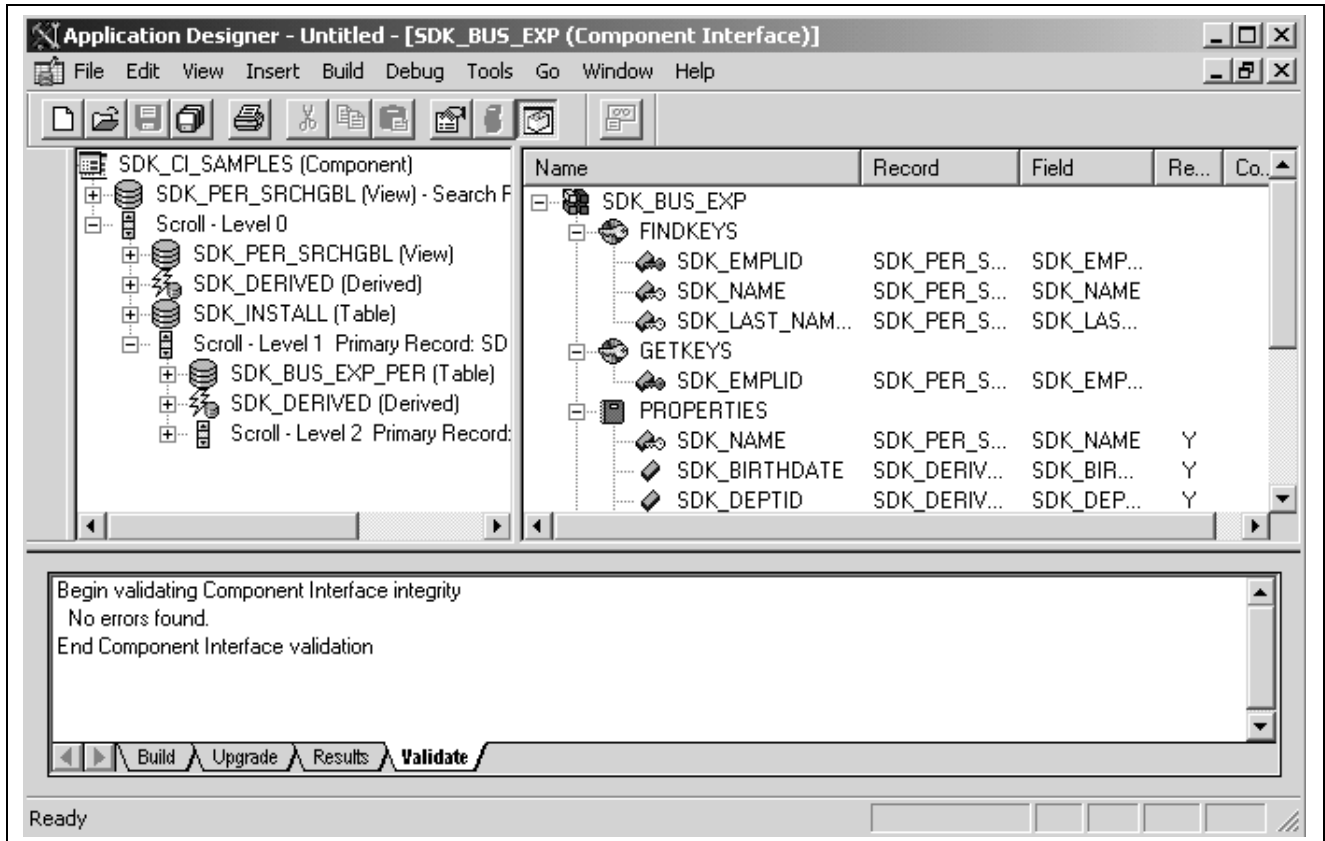 Application Designer - Untitled - [SDK_BUS_EXP (Component Interface)]
File Edit View Insert Build Debug Tools Go Window Help
SDK_CI_SAMPLES (Component)
SDK_PER_SRCHGBL (View) - Search F
Scroll - Level 0
SDK_PER_SRCHGBL (View)
SDK_DERIVED (Derived)
SDK_INSTALL (Table)
Scroll - Level 1 Primary Record: SD
SDK_BUS_EXP_PER (Table)
SDK_DERIVED (Derived)
Scroll - Level 2 Primary Record:
Name Record Field Re... Co..
SDK_BUS_EXP
FINDKEYS
SDK_EMPLID SDK_PER_S... SDK_EMP...
SDK_NAME SDK_PER_S... SDK_NAME
SDK_LAST_NAM... SDK_PER_S... SDK_LAS...
GETKEYS
SDK_EMPLID SDK_PER_S... SDK_EMP...
PROPERTIES
SDK_NAME SDK_PER_S... SDK_NAME Y
SDK_BIRTHDATE SDK_DERIV... SDK_BIR... Y
SDK_DEPTID SDK_DERIV... SDK_DEP... Y
Begin validating Component Interface integrity
No errors found.
End Component Interface validation
Build Upgrade Results Validate
Ready